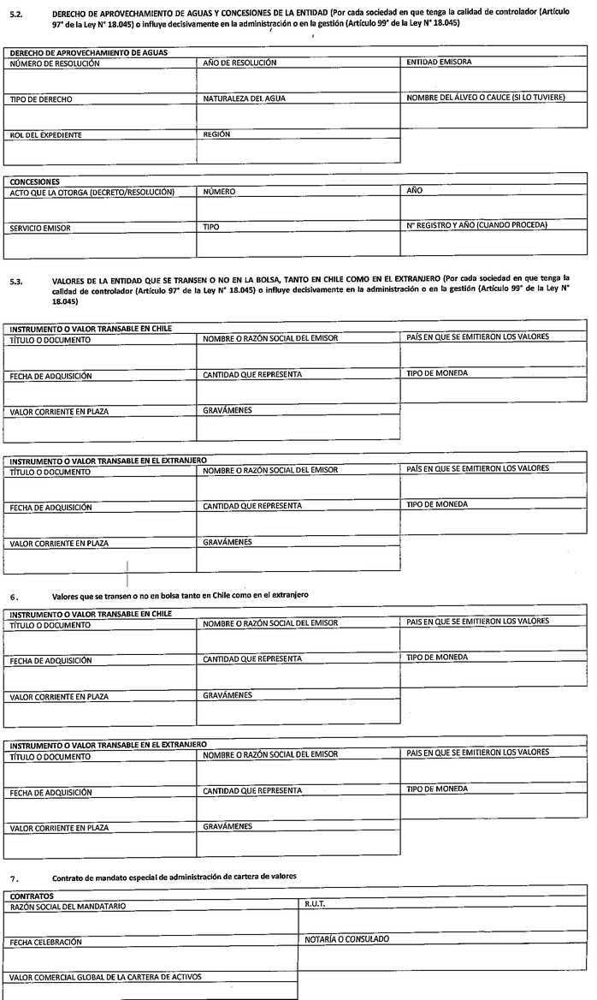 5.2. DERECHO DE APROVECHAMIENTO DE AGUAS Y CONCESIONES DE LA ENTIDAD (Por cada sociedad en que tenga la calidad de controlador (Artículo
97° de la Ley N° 18.045) o influye decisivamente en la administración o en la gestión (Artículo 99° de la Ley N° 18.045)
DERECHO DE APROVECHAMIENTO DE AGUAS
NÚMERO DE RESOLUCIÓN AÑO DE RESOLUCIÓN ENTIDAD EMISORA
TIPO DE DERECHO NATURALEZA DEL AGUA NOMBRE DEL ÁLVEO O CAUCE (SI LO TUVIERE)
ROL DEL EXPEDIENTE REGIÓN
CONCESIONES
ACTO QUE LA OTORGA (DECRETO/RESOLUCIÓN) NÚMERO AÑO
SERVICIO EMISOR TIPO N° REGISTRO Y AÑO (CUANDO PROCEDA)
5.3. VALORES DE LA ENTIDAD QUE SE TRANSEN O NO EN LA BOLSA, TANTO EN CHILE COMO EN EL EXTRANJERO (Por cada sociedad en que tenga la
calidad de controlador (Artículo 97° de la Ley N° 18.045) o influye decisivamente en la administración o en la gestión (Artículo 99° de la Ley N°
18.045)
INSTRUMENTO O VALOR TRANSABLE EN CHILE
TÍTULO O DOCUMENTO NOMBRE O RAZÓN SOCIAL DEL EMISOR PAÍS EN QUE SE EMITIERON LOS VALORES
FECHA DE ADQUISICIÓN CANTIDAD QUE REPRESENTA TIPO DE MONEDA
VALOR CORRIENTE EN PLAZA GRAVÁMENES
INSTRUMENTO O VALOR TRANSABLE EN EL EXTRANJERO
TÍTULO O DOCUMENTO NOMBRE O RAZÓN SOCIAL DEL EMISOR PAÍS EN QUE SE EMITIERON LOS VALORES
FECHA DE ADQUISICIÓN CANTIDAD QUE REPRESENTA TIPO DE MONEDA
VALOR CORRIENTE EN PLAZA GRAVÁMENES
6. Valores que se transen o no en bolsa tanto en Chile como en el extranjero
INSTRUMENTO O VALOR TRANSABLE EN CHILE
TÍTULO O DOCUMENTO NOMBRE O RAZÓN SOCIAL DEL EMISOR PAIS EN QUE SE EMITIERON LOS VALORES
FECHA DE ADQUISICIÓN CANTIDAD QUE REPRESENTA TIPO DE MONEDA
VALOR CORRIENTE EN PLAZA GRAVÁMENES
INSTRUMENTO O VALOR TRANSABLE EN EL EXTRANJERO
TÍTULO O DOCUMENTO NOMBRE O RAZÓN SOCIAL DEL EMISOR PAIS EN QUE SE EMITIERON LOS VALORES
FECHA DE ADQUISICIÓN CANTIDAD QUE REPRESENTA TIPO DE MONEDA
VALOR CORRIENTE EN PLAZA GRAVÁMENES
7. Contrato de mandato especial de administración de cartera de valores
CONTRATOS
RAZÓN SOCIAL DEL MANDATARIO R.U.T.
FECHA CELEBRACIÓN NOTARÍA O CONSULADO
VALOR COMERCIAL GLOBAL DE LA CARTERA DE ACTIVOS